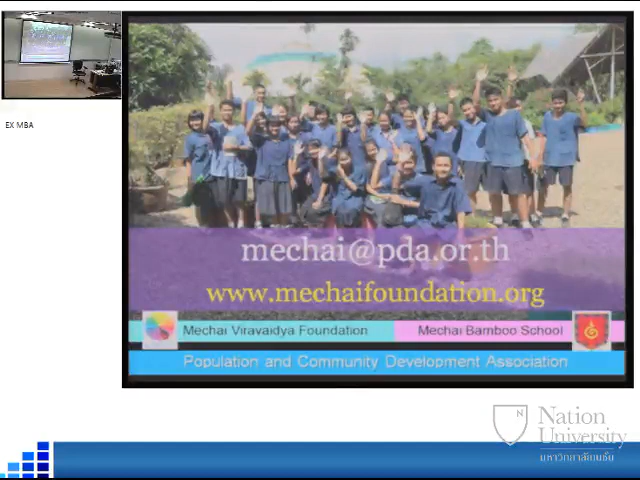 EX MBA
mechai@pda.or.th
www.mechaifoundation.org
Mechai Viravaidya Foundation
Mechai Bamboo School
Population and Community Development Association
N
Nation
University
มหาวิทยาลัยเนชั่น